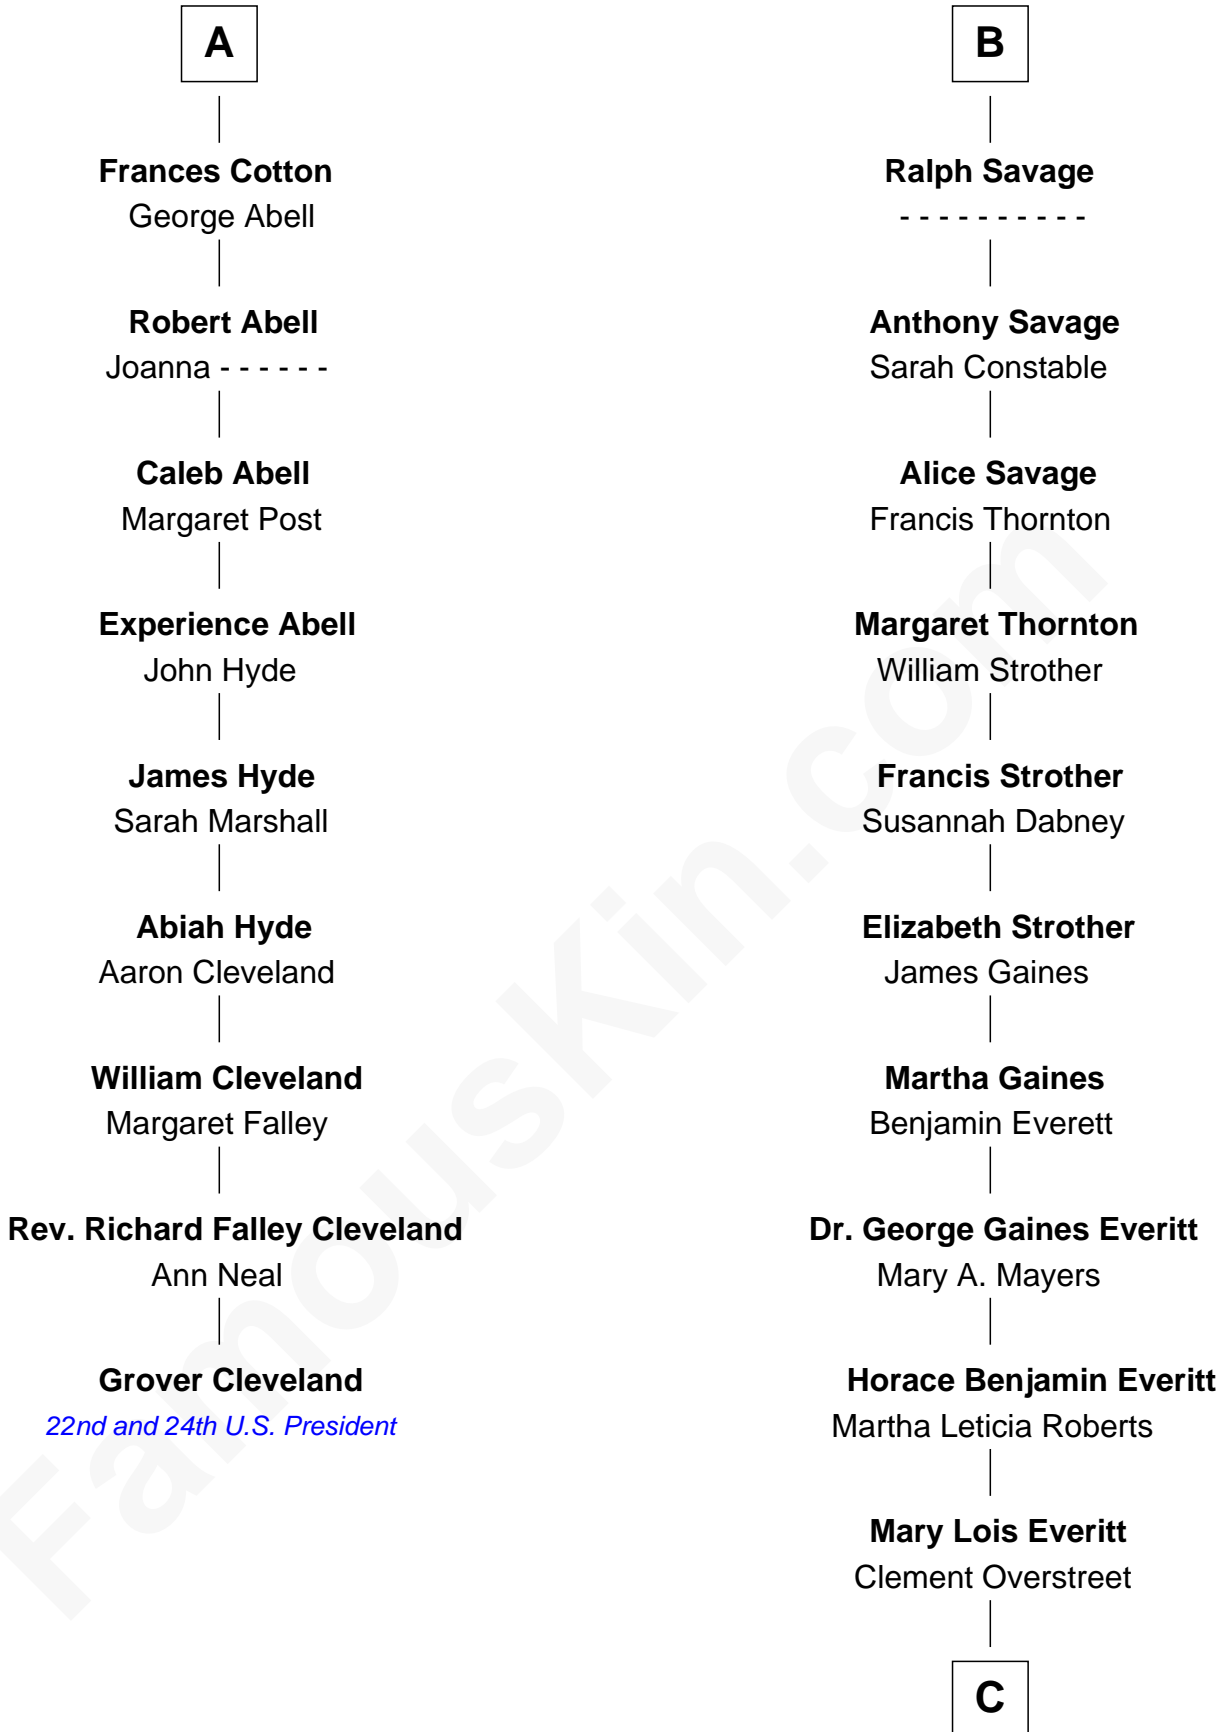 A
Frances Cotton
George Abell
Robert Abell
Joanna - - - - - -
Caleb Abell
Margaret Post
Experience Abell
John Hyde
James Hyde
Sarah Marshall
Abiah Hyde
Aaron Cleveland
William Cleveland
Margaret Falley
Rev. Richard Falley Cleveland
Ann Neal
Grover Cleveland
22nd and 24th U.S. President
B
Ralph Savage
- - - - - - - - - -
Anthony Savage
Sarah Constable
Alice Savage
Francis Thornton
Margaret Thornton
William Strother
Francis Strother
Susannah Dabney
Elizabeth Strother
James Gaines
Martha Gaines
Benjamin Everett
Dr. George Gaines Everitt
Mary A. Mayers
Horace Benjamin Everitt
Martha Leticia Roberts
Mary Lois Everitt
Clement Overstreet
C
FamousKin.com